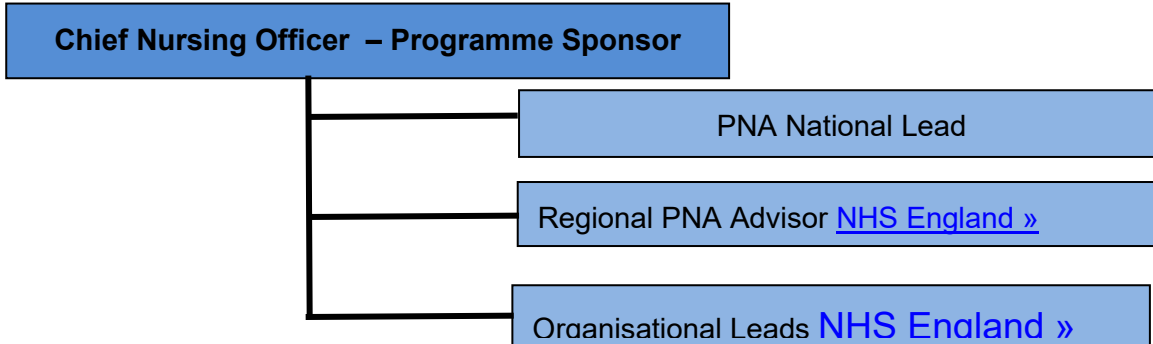 Chief Nursing Officer – Programme Sponsor
PNA National Lead
Regional PNA Advisor NHS England »
Organisational Leads NHS England »